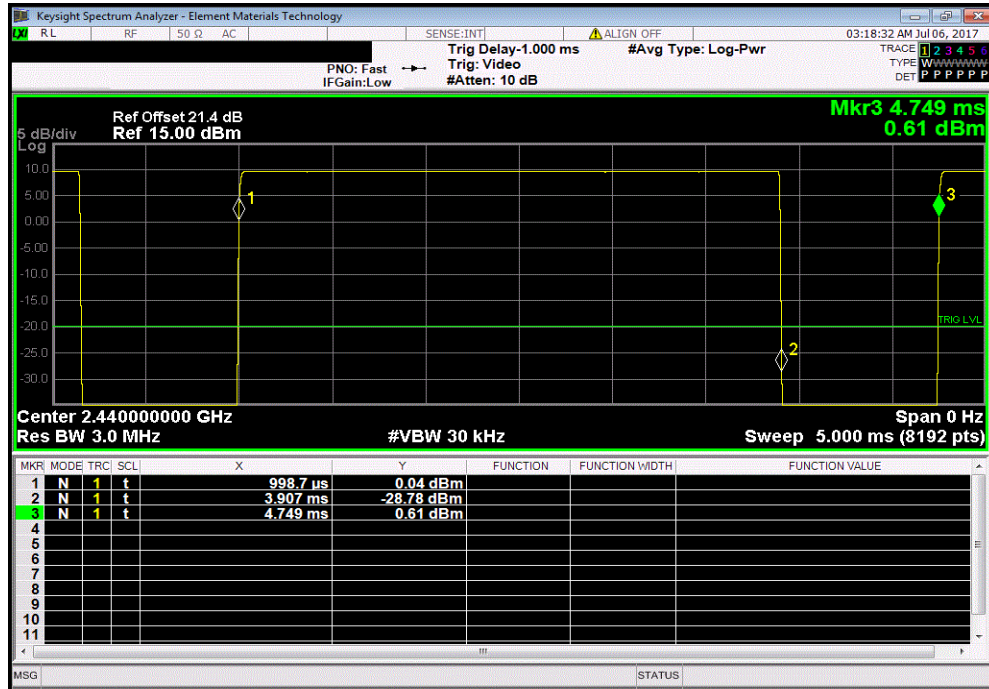 Keysight Spectrum Analyzer - Element Materials Technology
LXI RL RF 50 Ω AC SENSE:INT ALIGN OFF 03:18:32 AM Jul 06, 2017
Trig Delay-1.000 ms #Avg Type: Log-Pwr TRACE 1 2 3 4 5 6
PNO: Fast Trig: Video TYPE WWWWWW
IFGain:Low #Atten: 10 dB DET P P P P P P
Mkr3 4.749 ms
0.61 dBm
Ref Offset 21.4 dB
5 dB/div Ref 15.00 dBm
Log
10.0
5.00
0.00
-5.00
-10.0
-15.0
-20.0
-25.0
-30.0
1
3
TRIG LVL
2
Center 2.440000000 GHz Span 0 Hz
Res BW 3.0 MHz #VBW 30 kHz Sweep 5.000 ms (8192 pts)
MKR MODE TRC SCL X Y FUNCTION FUNCTION WIDTH FUNCTION VALUE
1 N 1 t 998.7 µs 0.04 dBm
2 N 1 t 3.907 ms -28.78 dBm
3 N 1 t 4.749 ms 0.61 dBm
4
5
6
7
8
9
10
11
MSG STATUS